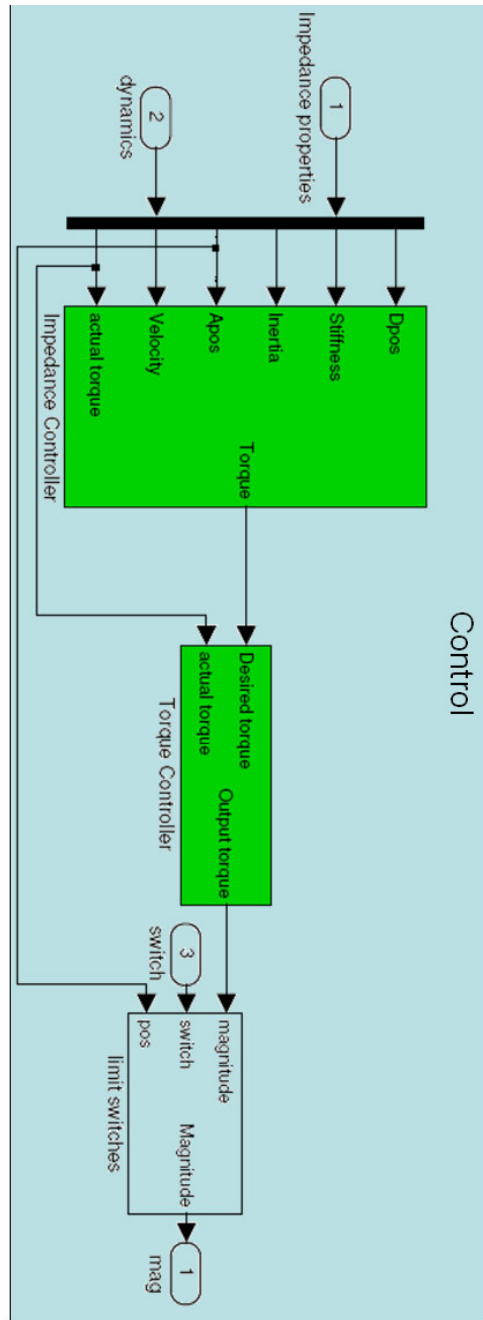 Control
1
Impedance properties
2
dynamics
Dpos
Stiffness
Inertia
Apos
Velocity
actual torque
Torque
Impedance Controller
Desired torque
actual torque
Output torque
Torque Controller
3
switch
magnitude
switch
pos
Magnitude
limit switches
1
mag